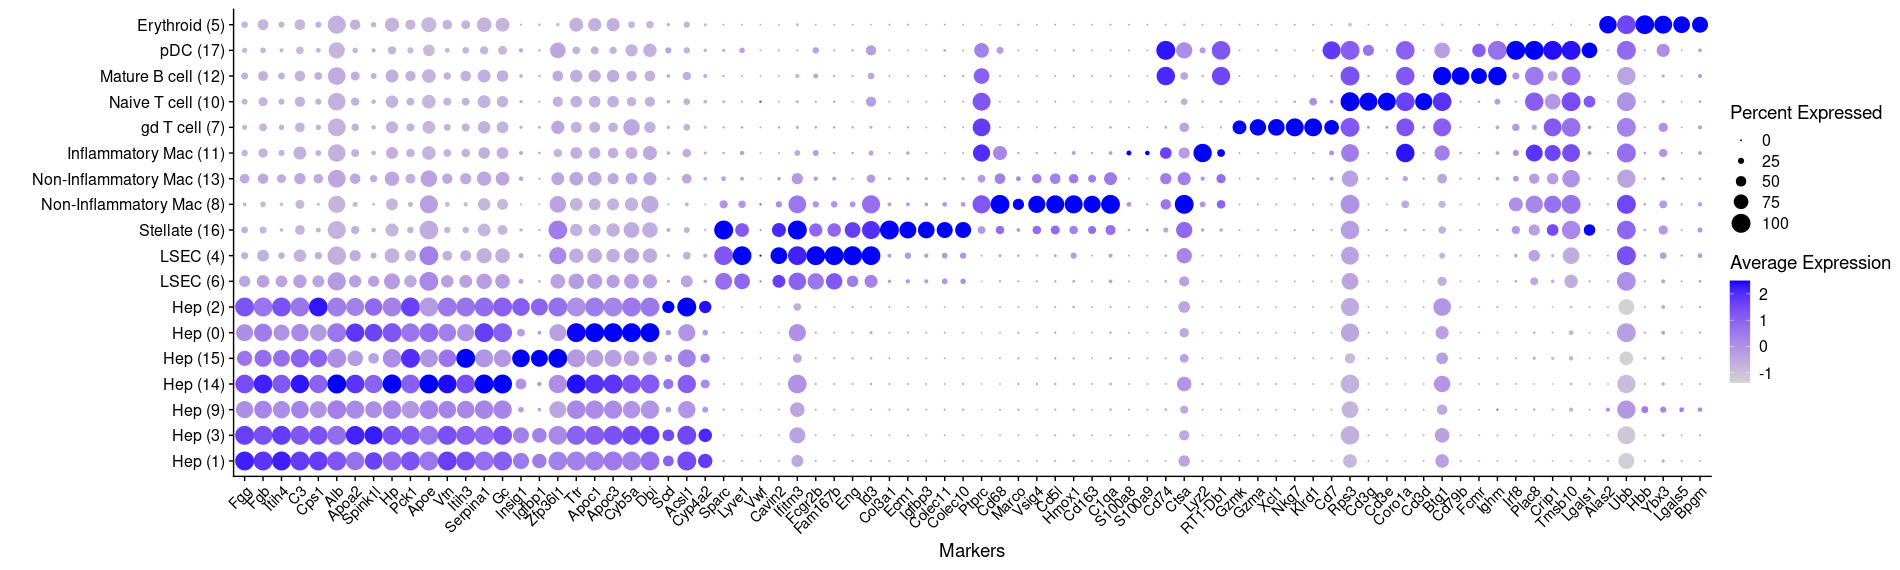 Erythroid (5)
pDC (17)
Mature B cell (12)
Naive T cell (10)
gd T cell (7)
Inflammatory Mac (11)
Non-Inflammatory Mac (13)
Non-Inflammatory Mac (8)
Stellate (16)
LSEC (4)
LSEC (6)
Hep (2)
Hep (0)
Hep (15)
Hep (14)
Hep (9)
Hep (3)
Hep (1)
Fgg
Fgb
Itih4
C3
Cps1
Alb
Apoa2
Spink1l
Hp
Pck1
Apoe
Vtn
Itih3
Serpina1
Gc
Insig1
Igfbp1
Zfp36l1
Ttr
Apoc1
Apoc3
Cyb5a
Dbi
Scd
Acsl1
Cyp4a2
Sparc
Lyve1
Vwf
Cavin2
Ifitm3
Fcgr2b
Fam167b
Eng
Id3
Col3a1
Ecm1
Igfbp3
Colec11
Colec10
Ptprc
Cd68
Marco
Vsig4
Cd5l
Hmox1
Cd163
C1qa
S100a8
S100a9
Cd74
Ctsa
Lyz2
RT1-Db1
Gzmk
Gzma
Xcl1
Nkg7
Klrd1
Cd7
Rps3
Cd3g
Cd3e
Coro1a
Cd3d
Btg1
Cd79b
Fcmr
Ighm
Irf8
Plac8
Crip1
Tmsb10
Lgals1
Alas2
Ubb
Hbb
Ybx3
Lgals5
Bpgm
Markers
Percent Expressed
0
25
50
75
100
Average Expression
2
1
0
-1